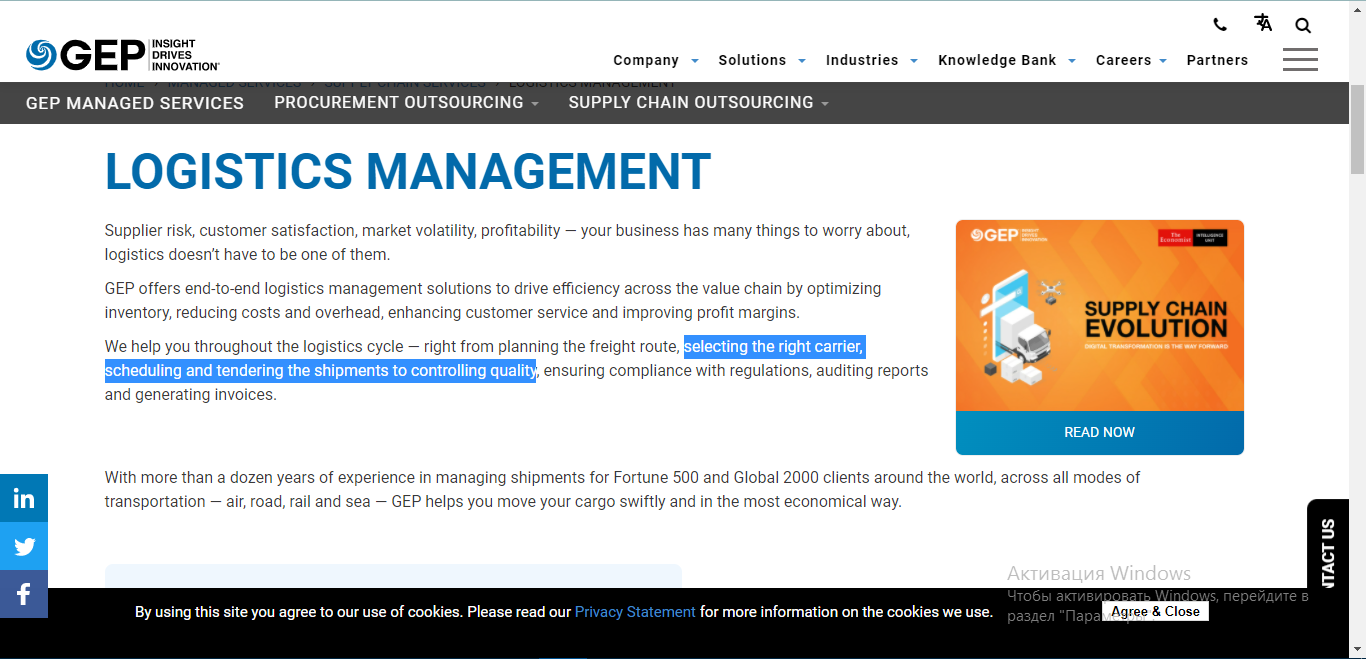 GEP INSIGHT
DRIVES
INNOVATION
Company Solutions Industries Knowledge Bank Careers Partners
GEP MANAGED SERVICES PROCUREMENT OUTSOURCING SUPPLY CHAIN OUTSOURCING
LOGISTICS MANAGEMENT
Supplier risk, customer satisfaction, market volatility, profitability — your business has many things to worry about,
logistics doesn’t have to be one of them.
GEP offers end-to-end logistics management solutions to drive efficiency across the value chain by optimizing
inventory, reducing costs and overhead, enhancing customer service and improving profit margins.
We help you throughout the logistics cycle — right from planning the freight route, selecting the right carrier,
scheduling and tendering the shipments to controlling quality, ensuring compliance with regulations, auditing reports
and generating invoices.
GEP INSIGHT DRIVES INNOVATION
The Economist INTELLIGENCE UNIT
SUPPLY CHAIN
EVOLUTION
DIGITAL TRANSFORMATION IS THE WAY FORWARD
READ NOW
With more than a dozen years of experience in managing shipments for Fortune 500 and Global 2000 clients around the world, across all modes of
transportation — air, road, rail and sea — GEP helps you move your cargo swiftly and in the most economical way.
in
f
NTACT US
Активация Windows
Чтобы активировать Windows, перейдите в
раздел "Параметры".
By using this site you agree to our use of cookies. Please read our Privacy Statement for more information on the cookies we use.
Agree & Close